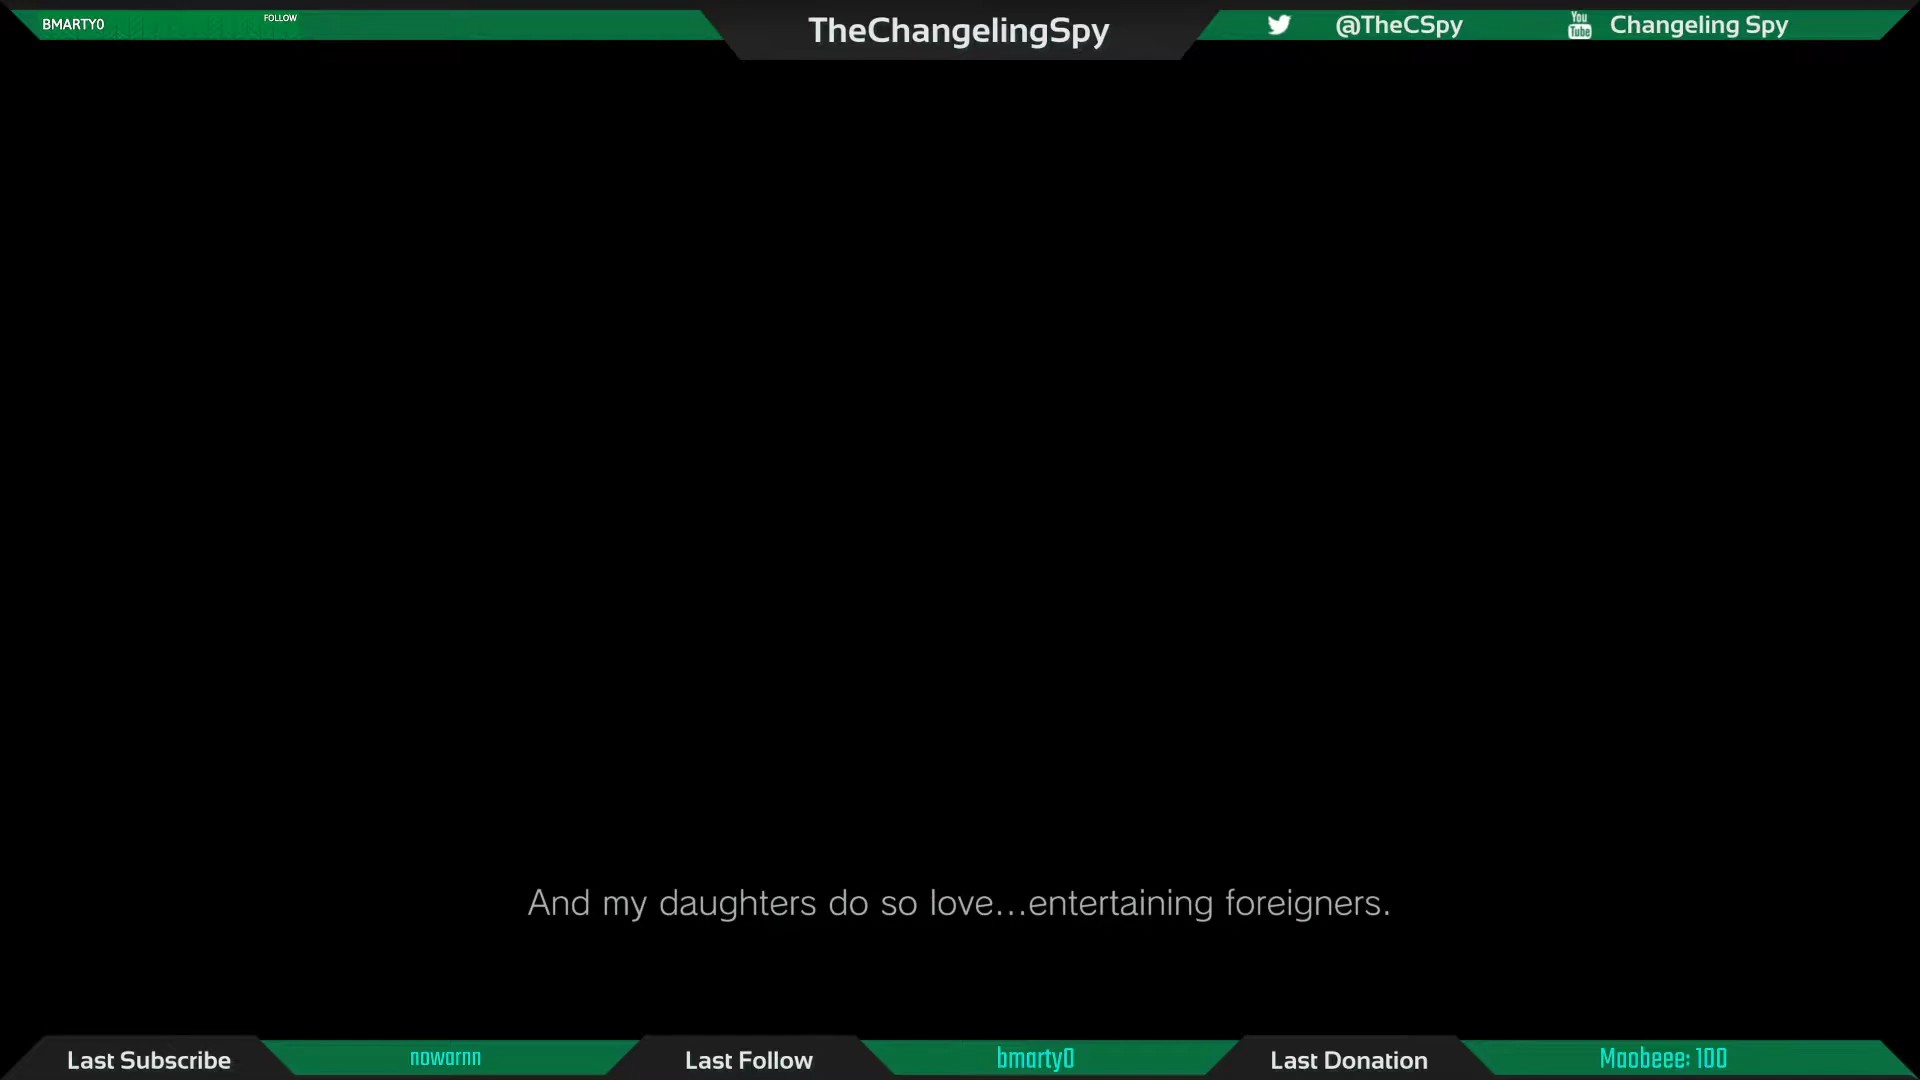 BMARTY0
FOLLOW
TheChangelingSpy
@TheCSpy
You Tube
Changeling Spy
And my daughters do so love...entertaining foreigners.
Last Subscribe
nowarnn
Last Follow
bmarty0
Last Donation
Maobeee: 100